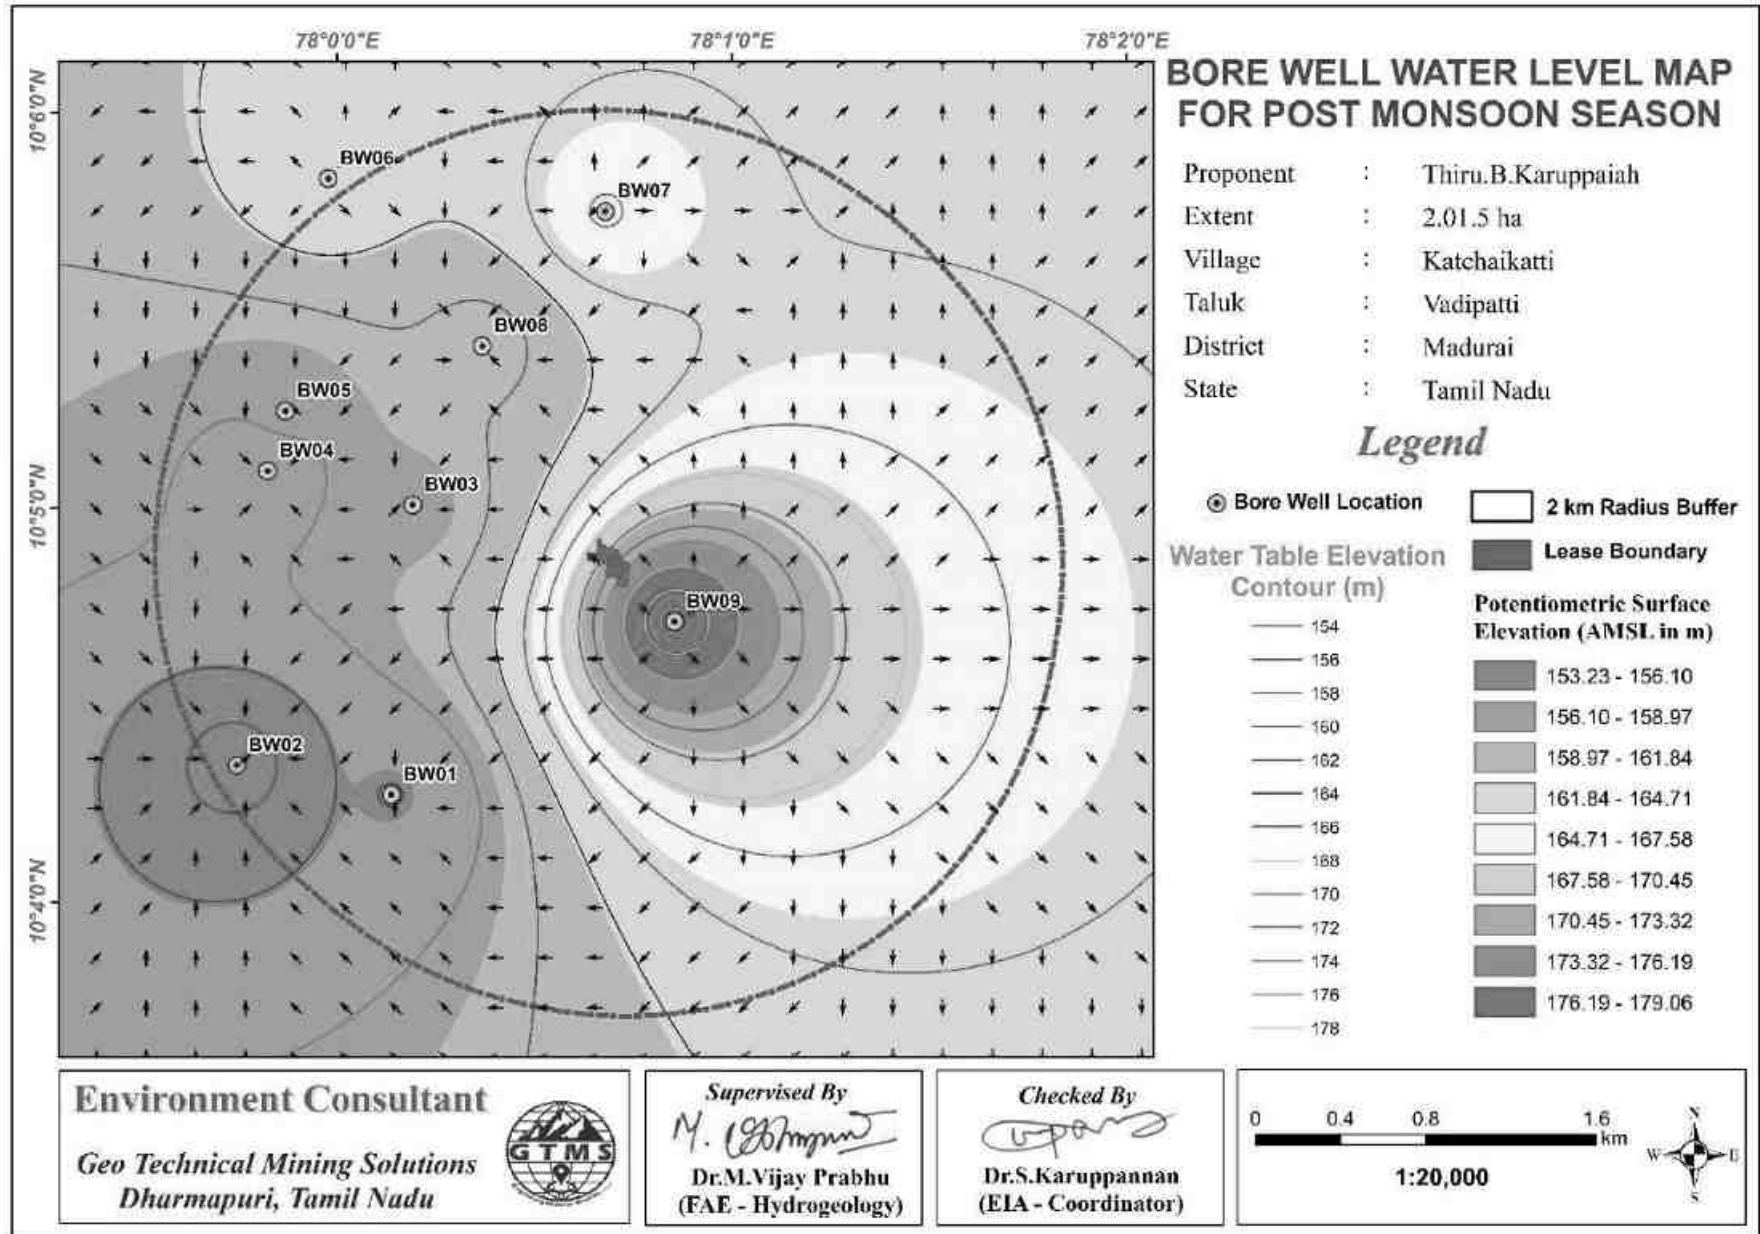 78°0'0"E
78°1'0"E
78°2'0"E
10°6'0"N
10°5'0"N
10°4'0"N
BW06
BW07
BW08
BW05
BW04
BW03
BW09
BW02
BW01
BORE WELL WATER LEVEL MAP
FOR POST MONSOON SEASON
Proponent : Thiru.B.Karuppaiah
Extent : 2.01.5 ha
Village : Katchaikatti
Taluk : Vadipatti
District : Madurai
State : Tamil Nadu
Legend
Bore Well Location
2 km Radius Buffer
Lease Boundary
Water Table Elevation
Contour (m)
154
156
158
160
162
164
166
168
170
172
174
176
178
Potentiometric Surface
Elevation (AMSL in m)
153.23 - 156.10
156.10 - 158.97
158.97 - 161.84
161.84 - 164.71
164.71 - 167.58
167.58 - 170.45
170.45 - 173.32
173.32 - 176.19
176.19 - 179.06
Environment Consultant
Geo Technical Mining Solutions
Dharmapuri, Tamil Nadu
GTMS
Supervised By
Dr.M.Vijay Prabhu
(FAE - Hydrogeology)
Checked By
Dr.S.Karuppannan
(EIA - Coordinator)
0 0.4 0.8 1.6
km
1:20,000
N
W E
S